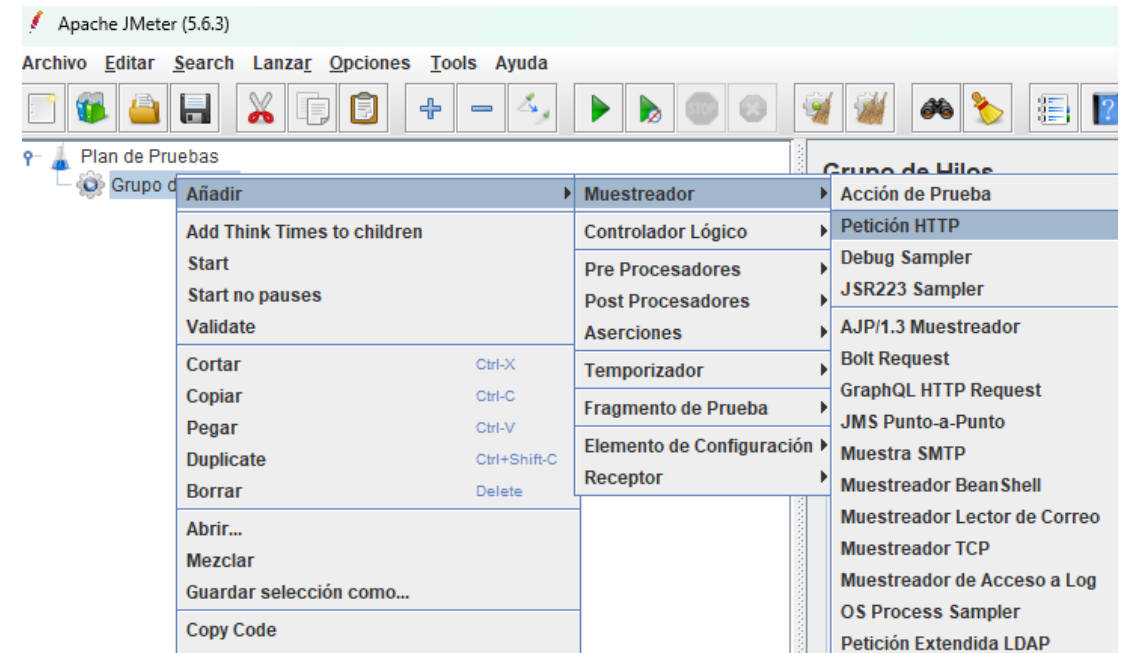 Apache JMeter (5.6.3)
Archivo Editar Search Lanzar Opciones Tools Ayuda
STOP
?
Plan de Pruebas
Grupo d
Grupo de Hilos
Añadir
Add Think Times to children
Start
Start no pauses
Validate
Cortar Ctrl-X
Copiar Ctrl-C
Pegar Ctrl-V
Duplicate Ctrl+Shift-C
Borrar Delete
Abrir...
Mezclar
Guardar selección como...
Copy Code
Muestreador
Controlador Lógico
Pre Procesadores
Post Procesadores
Aserciones
Temporizador
Fragmento de Prueba
Elemento de Configuración
Receptor
Acción de Prueba
Petición HTTP
Debug Sampler
JSR223 Sampler
AJP/1.3 Muestreador
Bolt Request
GraphQL HTTP Request
JMS Punto-a-Punto
Muestra SMTP
Muestreador BeanShell
Muestreador Lector de Correo
Muestreador TCP
Muestreador de Acceso a Log
OS Process Sampler
Petición Extendida LDAP